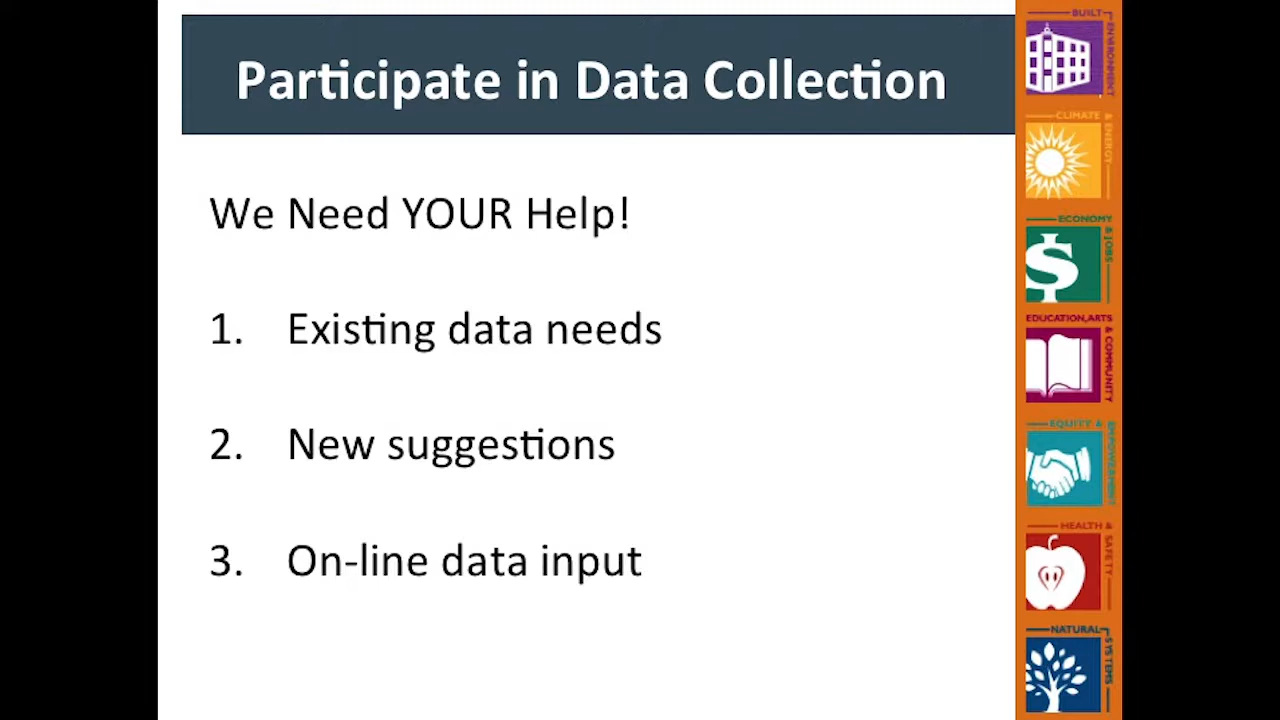 Participate in Data Collection
We Need YOUR Help!
1. Existing data needs
2. New suggestions
3. On-line data input
BUILT
ENVIRONMENT
CLIMATE
& ENERGY
ECONOMY
& JOBS
EDUCATION, ARTS
& COMMUNITY
EQUITY &
EMPOWERMENT
HEALTH &
SAFETY
NATURAL
SYSTEMS